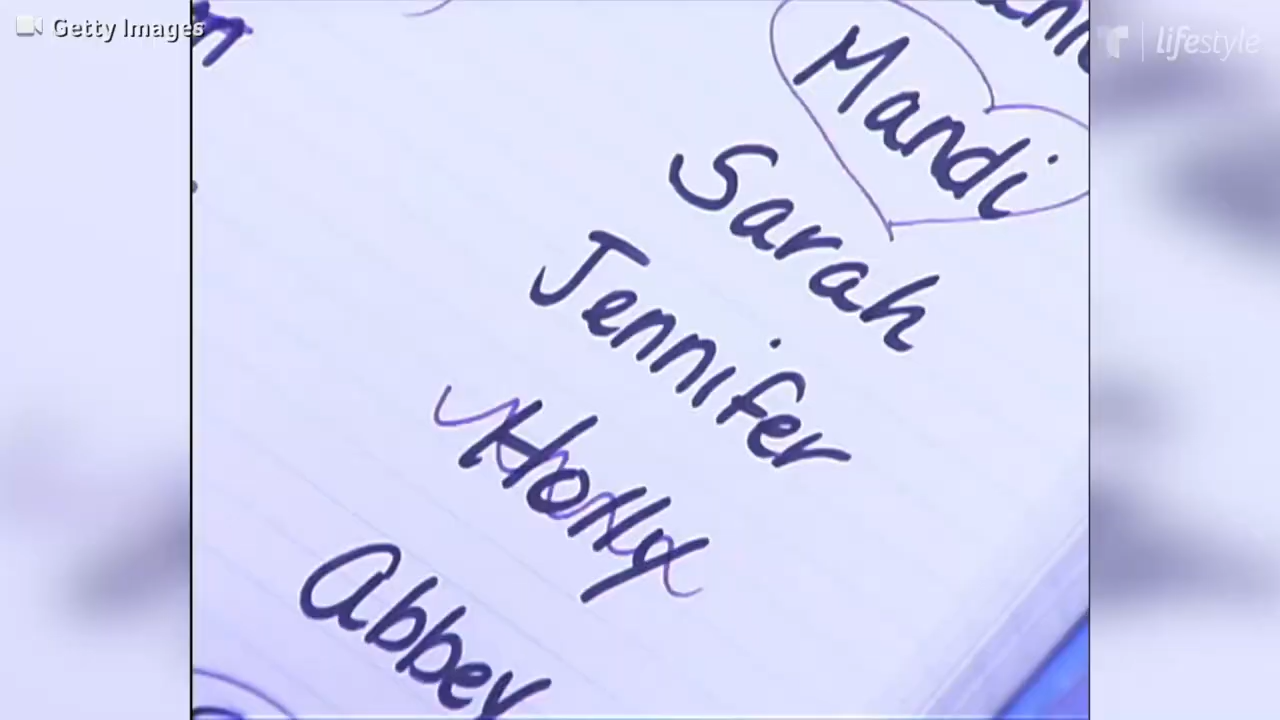 Getty Images
lifestyle
Mandi
Sarah
Jennifer
Holly
Abbey